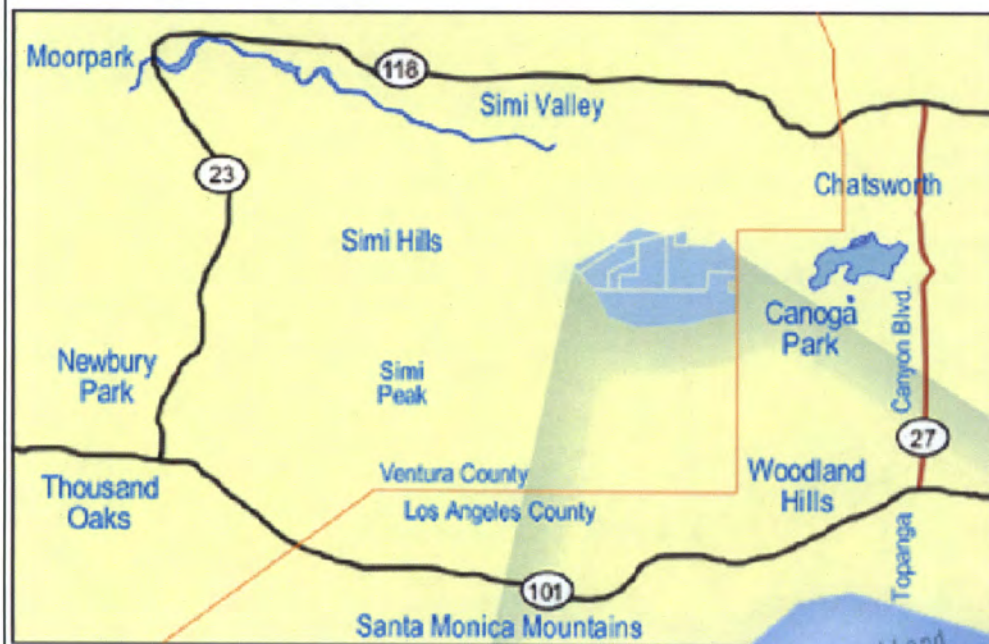 Moorpark
118
Simi Valley
23
Chatsworth
Simi Hills
Canoga
Park
Canyon Blvd.
Newbury
Park
Simi
Peak
27
Ventura County
Woodland
Hills
Thousand
Oaks
Los Angeles County
Topanga
101
Santa Monica Mountains